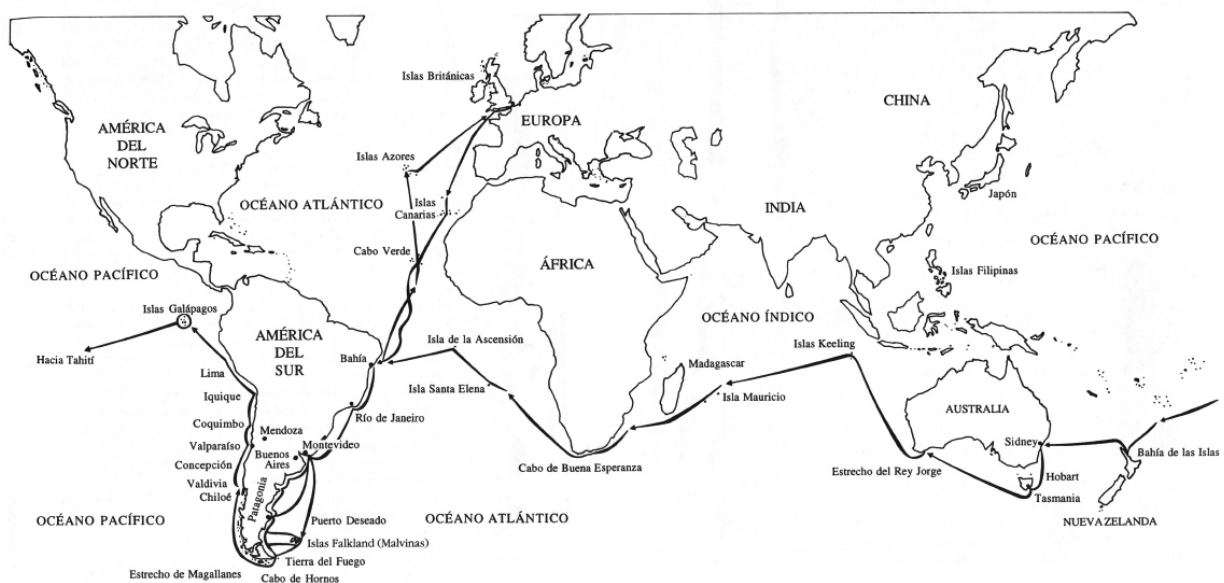 Islas Británicas
CHINA
EUROPA
AMÉRICA
DEL
NORTE
Islas Azores
Japón
OCÉANO ATLÁNTICO
Islas
Canarias
INDIA
OCÉANO PACÍFICO
Cabo Verde
ÁFRICA
OCÉANO PACÍFICO
Islas Filipinas
Islas Galápagos
OCÉANO ÍNDICO
AMÉRICA
DEL
SUR
Hacia Tahití
Bahía
Isla de la Ascensión
Islas Keeling
Madagascar
Lima
Isla Santa Elena
Isla Mauricio
Iquique
AUSTRALIA
Río de Janeiro
Coquimbo
Mendoza
Valparaíso
Montevideo
Sidney
Buenos
Aires
Bahía de las Islas
Concepción
Cabo de Buena Esperanza
Estrecho del Rey Jorge
Hobart
Valdivia
Chiloé
Tasmania
Patagonia
OCÉANO PACÍFICO
Puerto Deseado
OCÉANO ATLÁNTICO
NUEVA ZELANDA
Islas Falkland (Malvinas)
Tierra del Fuego
Estrecho de Magallanes
Cabo de Hornos